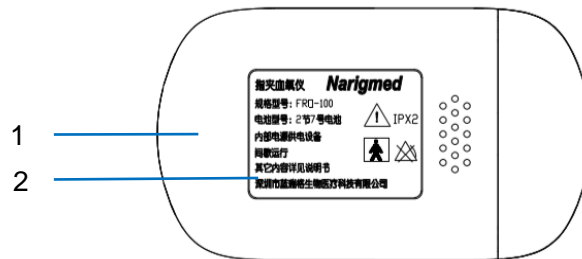 指夹血氧仪 Narigmed
规格型号：FRO-100
电池型号：2节7号电池
IPX2
内部电源供电设备
间歇运行
其它内容详见说明书
深圳市蓝瑞格生物医疗科技有限公司
1
2